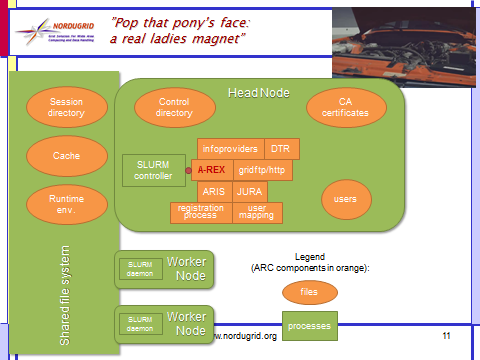 NORDUGRID
Grid Solution for Wide Area
Computing and Data Handling
"Pop that pony's face:
a real ladies magnet"
Session
directory
Cache
Runtime
env.
Shared file system
Head Node
Control
directory
CA
certificates
infoproviders DTR
SLURM
controller
A-REX gridftp/http
ARIS JURA
registration
process
user
mapping
users
SLURM
daemon
Worker
Node
SLURM
daemon
Worker
Node
Legend
(ARC components in orange):
files
processes
w.nordugrid.org
11